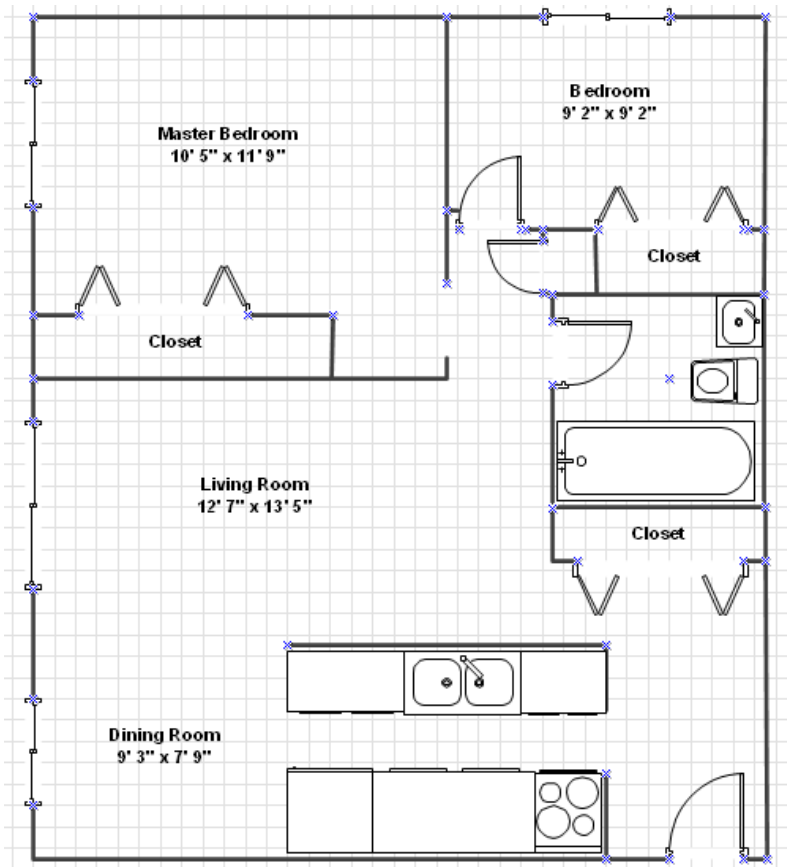 Bedroom
9' 2" x 9' 2"
Master Bedroom
10' 5" x 11' 9"
Closet
Closet
Living Room
12' 7" x 13' 5"
Closet
Dining Room
9' 3" x 7' 9"